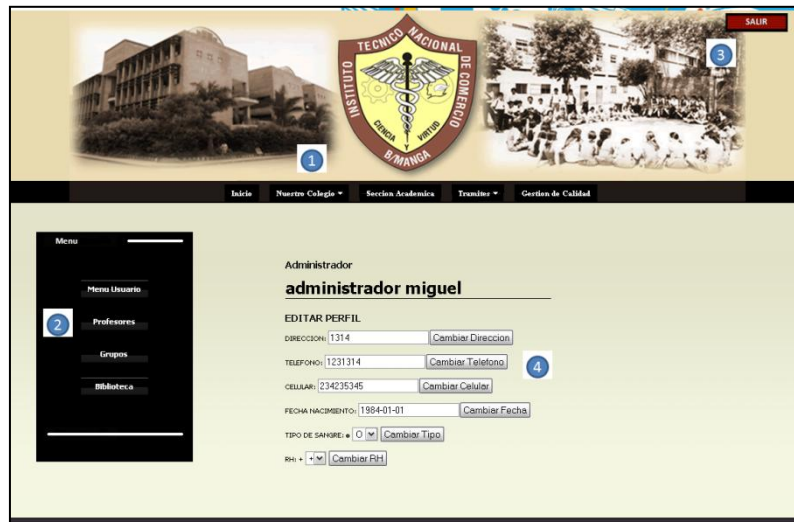 SALIR
3
INSTITUTO TECNICO NACIONAL DE COMERCIO
CIENCIA Y VIRTUD
B/MANGA
1
Inicio Nuestro Colegio Seccion Academica Tramites Gestion de Calidad
Menu
Menu Usuario
2
Profesores
Grupos
Biblioteca
Administrador
administrador miguel
EDITAR PERFIL
DIRECCION: 1314 Cambiar Direccion
TELEFONO: 1231314 Cambiar Telefono
4
CELULAR: 234235345 Cambiar Celular
FECHA NACIMIENTO: 1984-01-01 Cambiar Fecha
TIPO DE SANGRE: o O Cambiar Tipo
RH: + + Cambiar RH